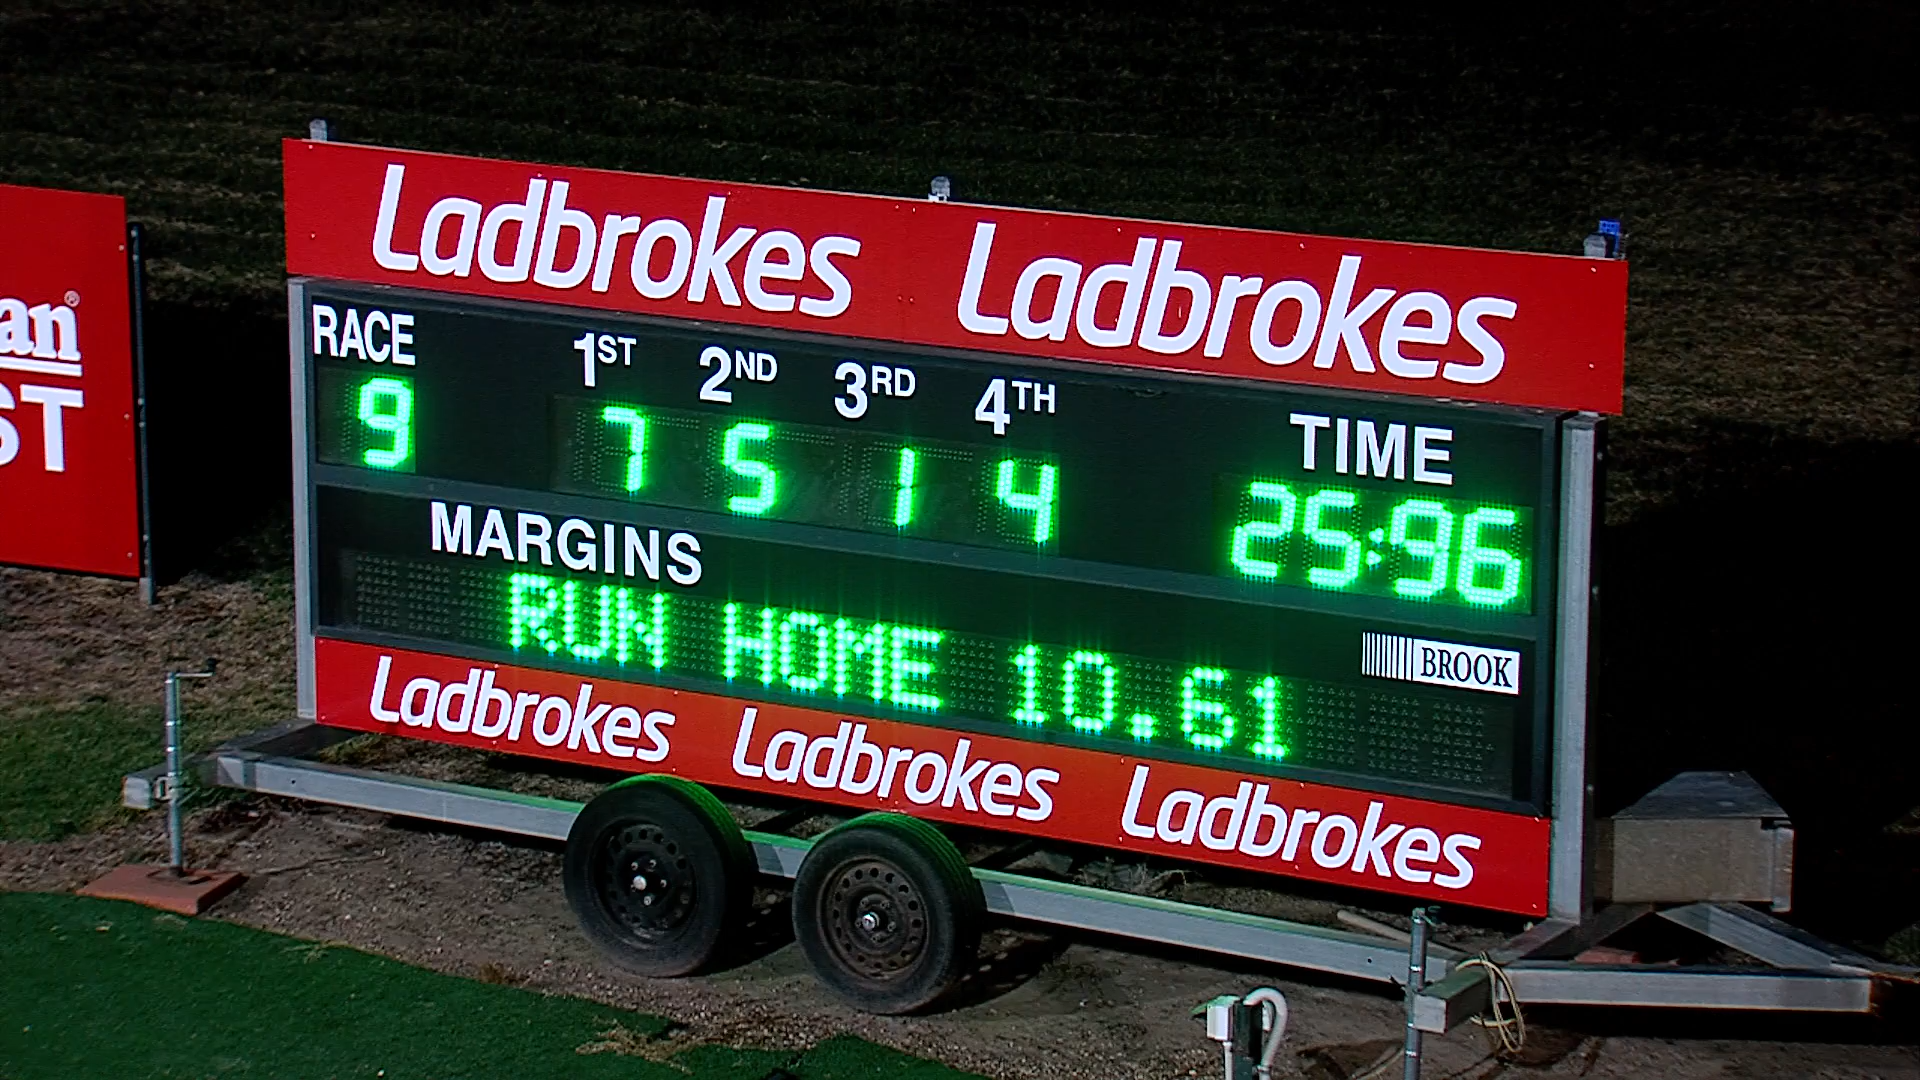 Ladbrokes Ladbrokes
an®
ST
RACE 1ST 2ND 3RD 4TH TIME
9 7 5 1 4 25:96
MARGINS
RUN HOME 10.61
BROOK
Ladbrokes Ladbrokes Ladbrokes